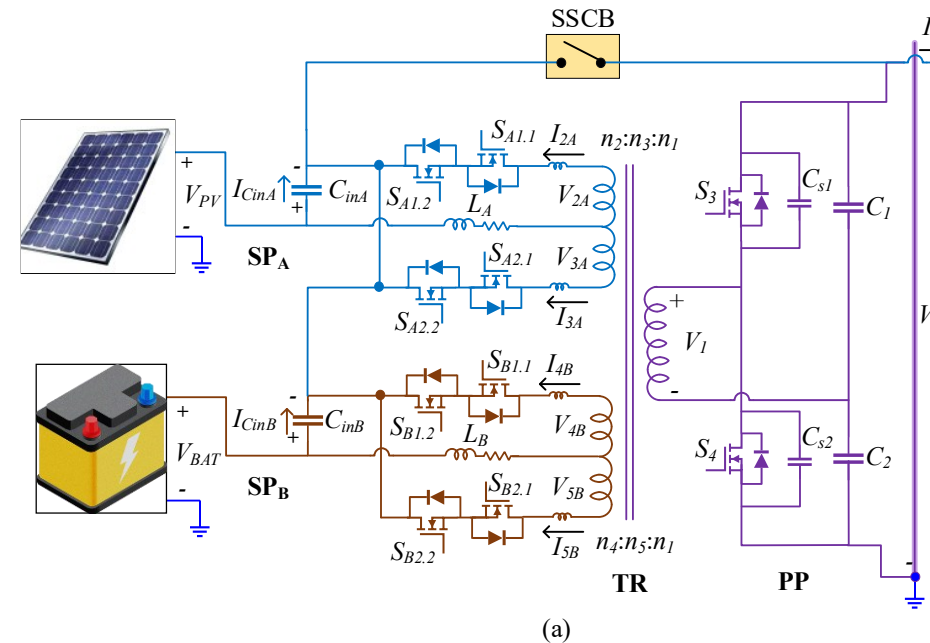 SSCB
I
S_{A1.1}
I_{2A}
n_2:n_3:n_1
+
-
I_{CinA}
C_{inA}
V_{2A}
S_3
C_{s1}
V_{PV}
S_{A1.2}
C_1
+
L_A
-
SP_A
S_{A2.1}
V_{3A}
S_{A2.2}
I_{3A}
+
S_{B1.1}
I_{4B}
V_1
V
-
+
I_{CinB}
C_{inB}
S_{B1.2}
V_{4B}
-
V_{BAT}
+
L_B
S_4
C_{s2}
C_2
SP_B
S_{B2.1}
V_{5B}
-
S_{B2.2}
I_{5B}
n_4:n_5:n_1
-
TR
PP
(a)